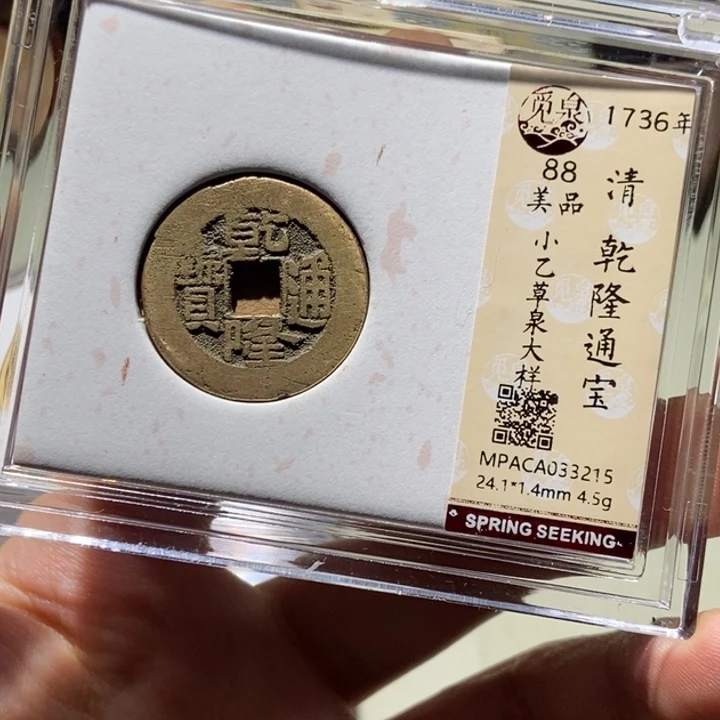 乾隆通寶
觅泉
1736年
88
美品
小乙草泉大样
清 乾隆通宝
MPACA033215
24.1*1.4mm 4.5g
SPRING SEEKING